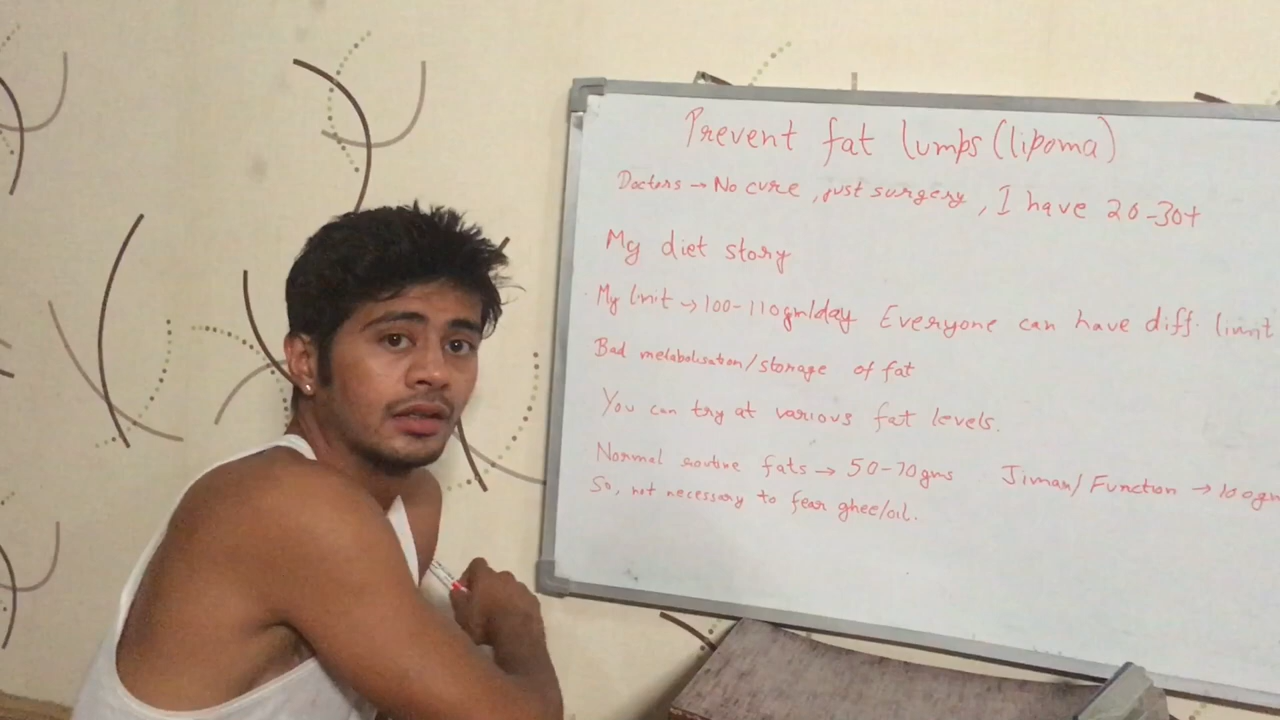 Prevent fat lumps (lipoma)
Doctors → No cure, just surgery, I have 20-30+
My diet story
My limit → 100-110gm/day Everyone can have diff. limit
Bad metabolisation/storage of fat
You can try at various fat levels.
Normal routine fats → 50-70gms Jiman/Function → 100gm
So, not necessary to fear ghee/oil.